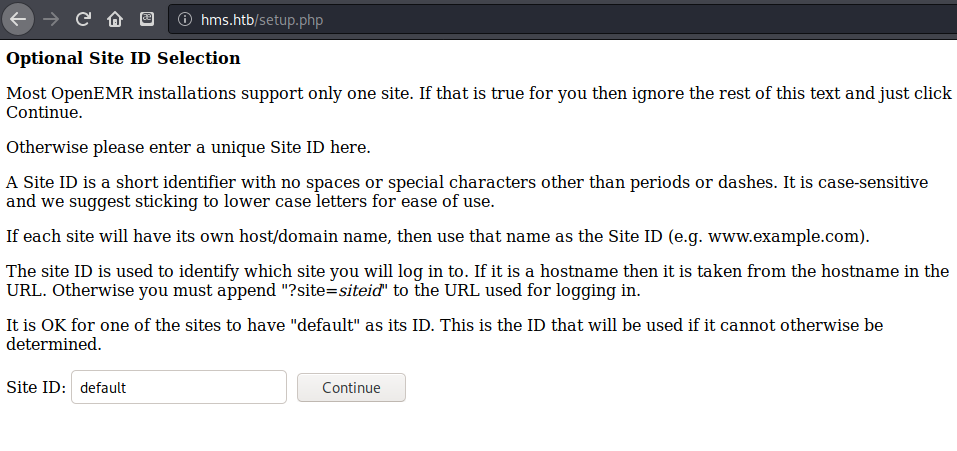 hms.htb/setup.php
Optional Site ID Selection
Most OpenEMR installations support only one site. If that is true for you then ignore the rest of this text and just click
Continue.
Otherwise please enter a unique Site ID here.
A Site ID is a short identifier with no spaces or special characters other than periods or dashes. It is case-sensitive
and we suggest sticking to lower case letters for ease of use.
If each site will have its own host/domain name, then use that name as the Site ID (e.g. www.example.com).
The site ID is used to identify which site you will log in to. If it is a hostname then it is taken from the hostname in the
URL. Otherwise you must append "?site=siteid" to the URL used for logging in.
It is OK for one of the sites to have "default" as its ID. This is the ID that will be used if it cannot otherwise be
determined.
Site ID: default Continue